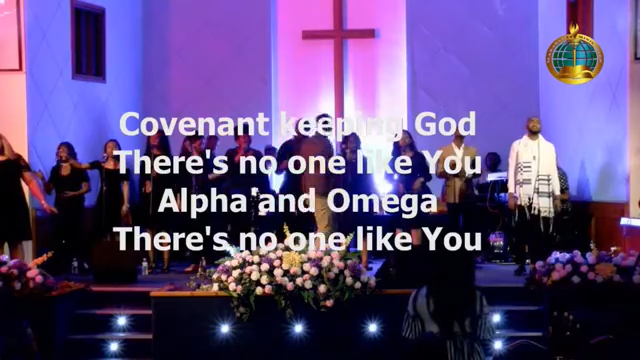 Covenant keeping God
There's no one like You
Alpha and Omega
There's no one like You